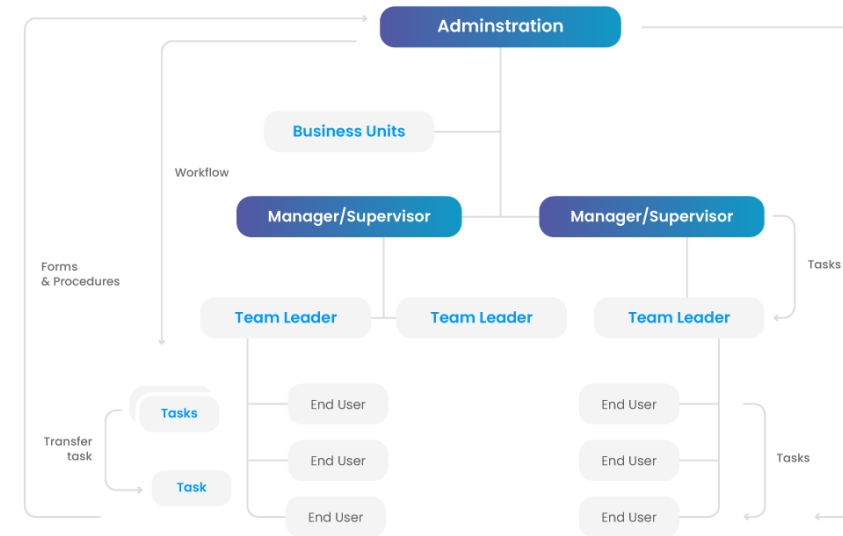 Adminstration
Business Units
Workflow
Manager/Supervisor
Manager/Supervisor
Forms
& Procedures
Tasks
Team Leader
Team Leader
Team Leader
Tasks
End User
End User
Transfer
task
End User
End User
Tasks
Task
End User
End User